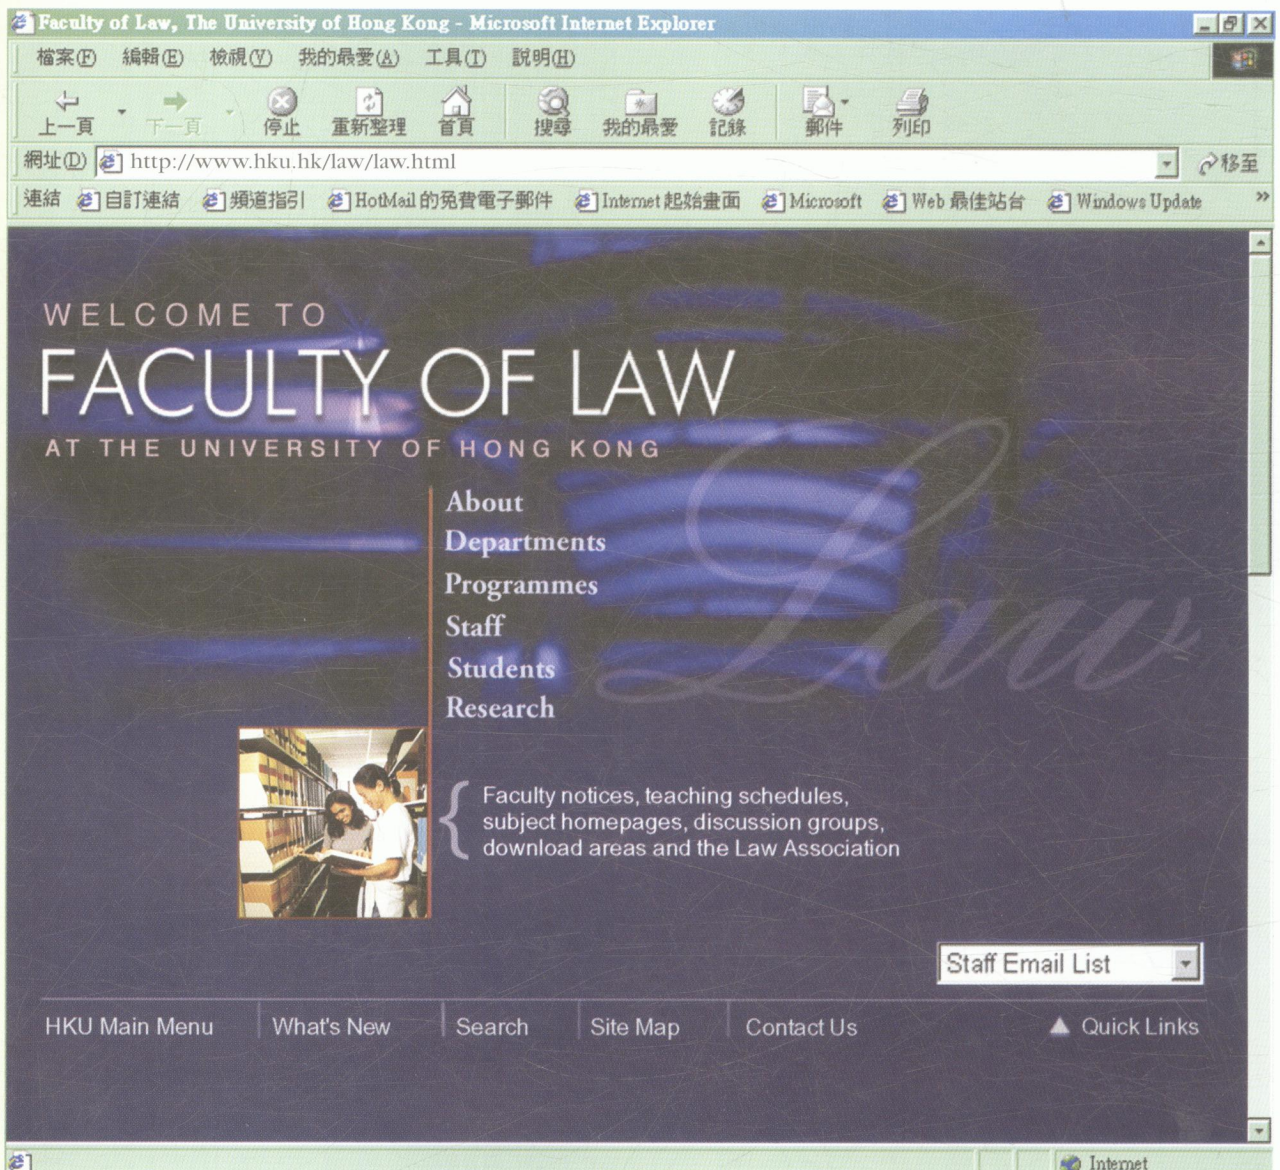 Faculty of Law, The University of Hong Kong - Microsoft Internet Explorer
檔案(F) 編輯(E) 檢視(V) 我的最愛(A) 工具(T) 說明(H)
上一頁 下一頁 停止 重新整理 首頁 搜尋 我的最愛 記錄 郵件 列印
網址(D) http://www.hku.hk/law/law.html 移至
連結 自訂連結 頻道指引 HotMail 的免費電子郵件 Internet 起始畫面 Microsoft Web 最佳站台 Windows Update »
WELCOME TO
FACULTY OF LAW
AT THE UNIVERSITY OF HONG KONG
Law
About
Departments
Programmes
Staff
Students
Research
Faculty notices, teaching schedules,
subject homepages, discussion groups,
download areas and the Law Association
Staff Email List
HKU Main Menu What's New Search Site Map Contact Us Quick Links
Internet